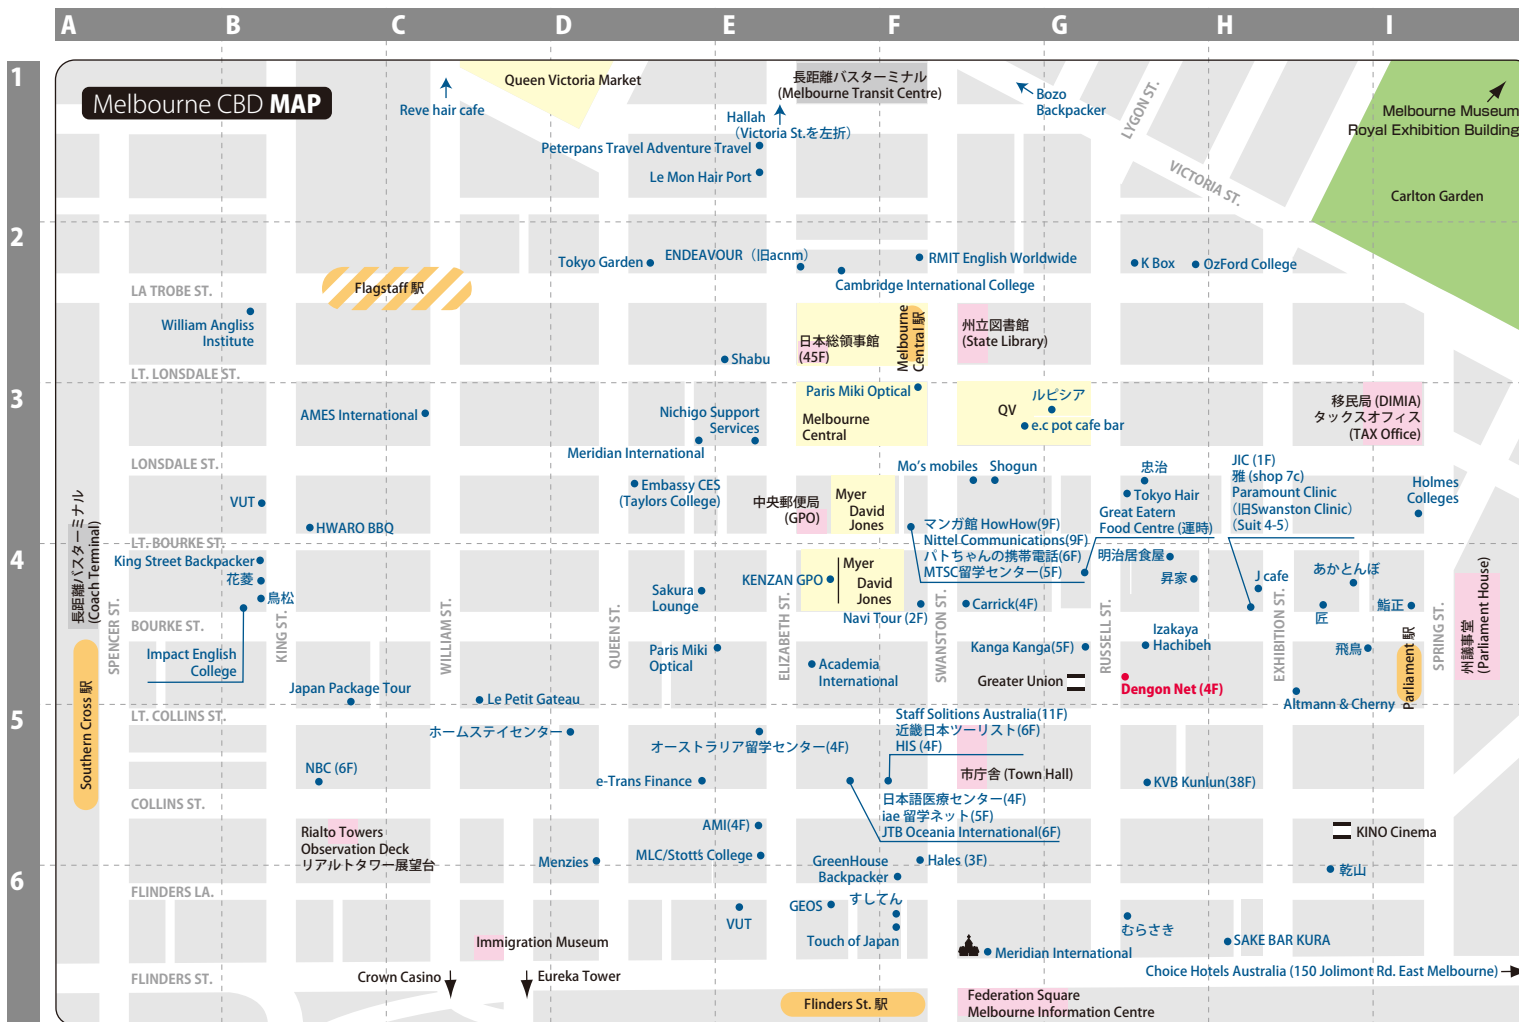 A B C D E F G H I
1
Melbourne CBD MAP
Reve hair cafe
Queen Victoria Market
長距離バスターミナル
(Melbourne Transit Centre)
Hallah
（Victoria St.を左折）
Peterpans Travel Adventure Travel
Le Mon Hair Port
Bozo
Backpacker
LYGON ST.
VICTORIA ST.
Melbourne Museum
Royal Exhibition Building
Carlton Garden
2
Tokyo Garden
ENDEAVOUR（旧acnm）
RMIT English Worldwide
Cambridge International College
K Box
OzFord College
LA TROBE ST.
Flagstaff 駅
William Angliss
Institute
Shabu
日本総領事館
(45F)
Melbourne
Central 駅
州立図書館
(State Library)
LT. LONSDALE ST.
3
AMES International
Nichigo Support
Services
Meridian International
Paris Miki Optical
Melbourne
Central
QV
ルピシア
e.c pot cafe bar
移民局 (DIMIA)
タックスオフィス
(TAX Office)
LONSDALE ST.
VUT
HWARO BBQ
Embassy CES
(Taylors College)
中央郵便局
(GPO)
Myer
David
Jones
Mo's mobiles
Shogun
マンガ館 HowHow(9F)
Nittel Communications(9F)
パトちゃんの携帯電話(6F)
MTSC留学センター(5F)
忠治
Tokyo Hair
Great Eatern
Food Centre (運時)
JIC (1F)
雅 (shop 7c)
Paramount Clinic
（旧Swanston Clinic）
(Suit 4-5）
Holmes
Colleges
長距離バスターミナル
(Coach Terminal)
LT. BOURKE ST.
4
King Street Backpacker
花菱
鳥松
Sakura
Lounge
KENZAN GPO
Myer
David
Jones
Navi Tour (2F)
Carrick(4F)
明治居食屋
昇家
J cafe
あかとんぼ
匠
鮨正
BOURKE ST.
SPENCER ST.
KING ST.
WILLIAM ST.
QUEEN ST.
ELIZABETH ST.
SWANSTON ST.
RUSSELL ST.
EXHIBITION ST.
SPRING ST.
州議事堂
(Parliament House)
Impact English
College
Japan Package Tour
Le Petit Gateau
Paris Miki
Optical
Academia
International
Kanga Kanga(5F)
Greater Union
Izakaya
Hachibeh
Dengon Net (4F)
飛鳥
Parliament 駅
Altmann & Cherny
Southern Cross 駅
LT. COLLINS ST.
5
ホームステイセンター
オーストラリア留学センター(4F)
Staff Solitions Australia(11F)
近畿日本ツーリスト(6F)
HIS (4F)
NBC (6F)
e-Trans Finance
市庁舎 (Town Hall)
KVB Kunlun(38F)
COLLINS ST.
日本語医療センター(4F)
iae 留学ネット(5F)
JTB Oceania International(6F)
Rialto Towers
Observation Deck
リアルトタワー展望台
AMI(4F)
MLC/Stott's College
Menzies
GreenHouse
Backpacker
Hales (3F)
KINO Cinema
乾山
6
FLINDERS LA.
VUT
GEOS
すしてん
Touch of Japan
むらさき
SAKE BAR KURA
Immigration Museum
Meridian International
FLINDERS ST.
Crown Casino
Eureka Tower
Choice Hotels Australia (150 Jolimont Rd. East Melbourne)
Flinders St. 駅
Federation Square
Melbourne Information Centre